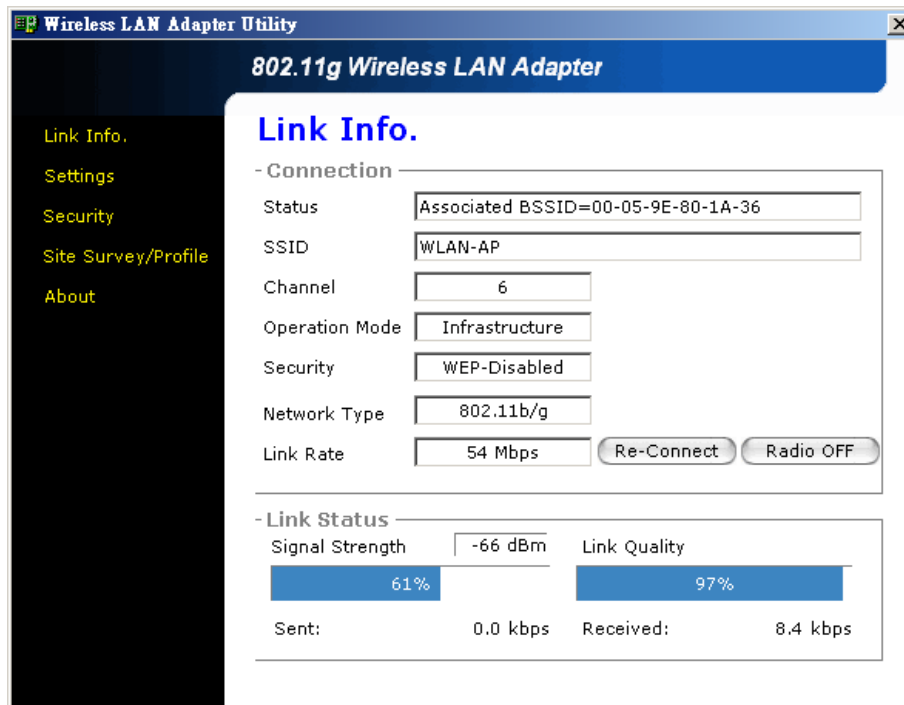 Wireless LAN Adapter Utility
802.11g Wireless LAN Adapter
Link Info.
Settings
Security
Site Survey/Profile
About
Link Info.
Connection
Status Associated BSSID=00-05-9E-80-1A-36
SSID WLAN-AP
Channel 6
Operation Mode Infrastructure
Security WEP-Disabled
Network Type 802.11b/g
Link Rate 54 Mbps Re-Connect Radio OFF
Link Status
Signal Strength -66 dBm Link Quality
61% 97%
Sent: 0.0 kbps Received: 8.4 kbps